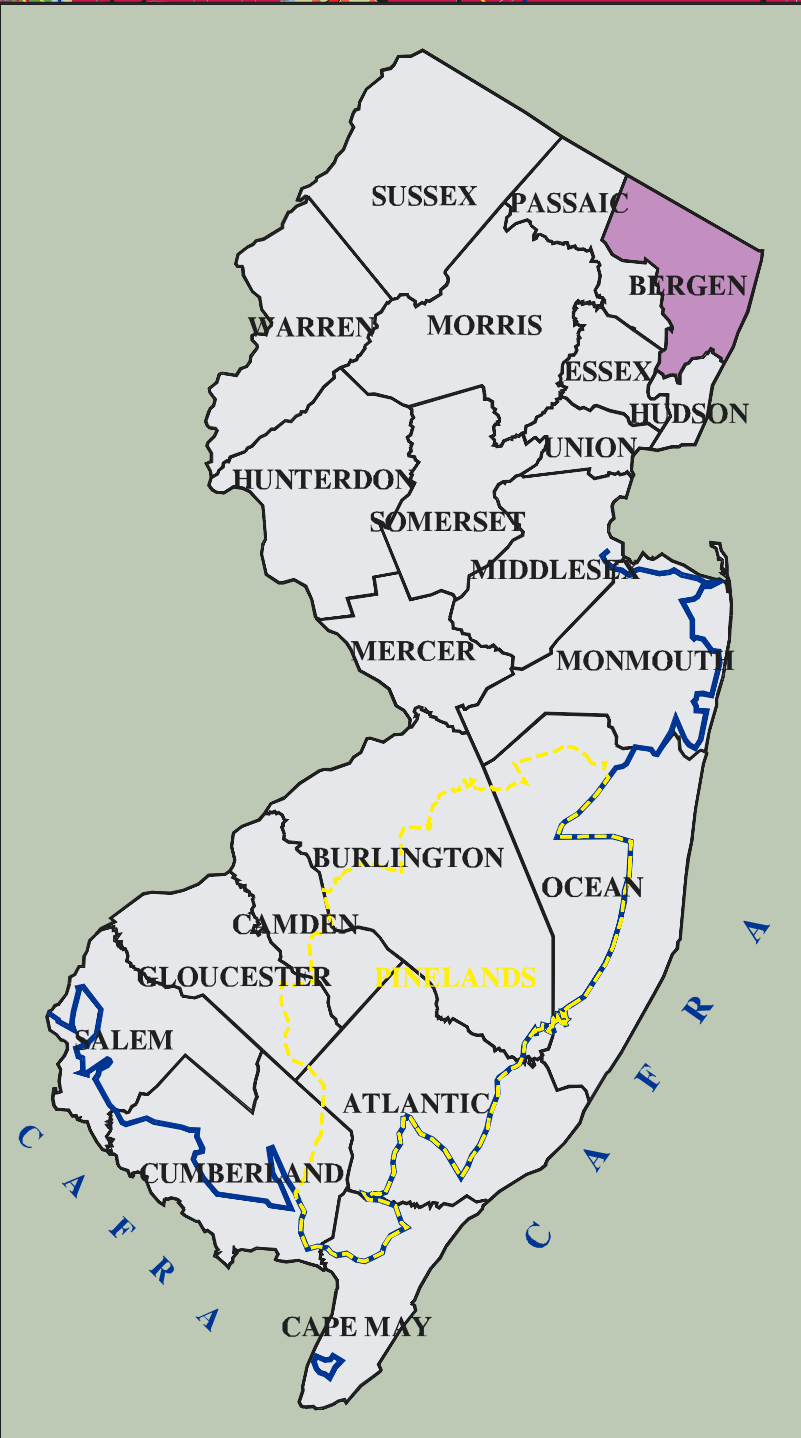 SUSSEX
PASSAIC
BERGEN
WARREN
MORRIS
ESSEX
HUDSON
UNION
HUNTERDON
SOMERSET
MIDDLESEX
MERCER
MONMOUTH
BURLINGTON
OCEAN
CAMDEN
GLOUCESTER
PINELANDS
SALEM
ATLANTIC
CUMBERLAND
CAPE MAY
CAFRA
CAFRA